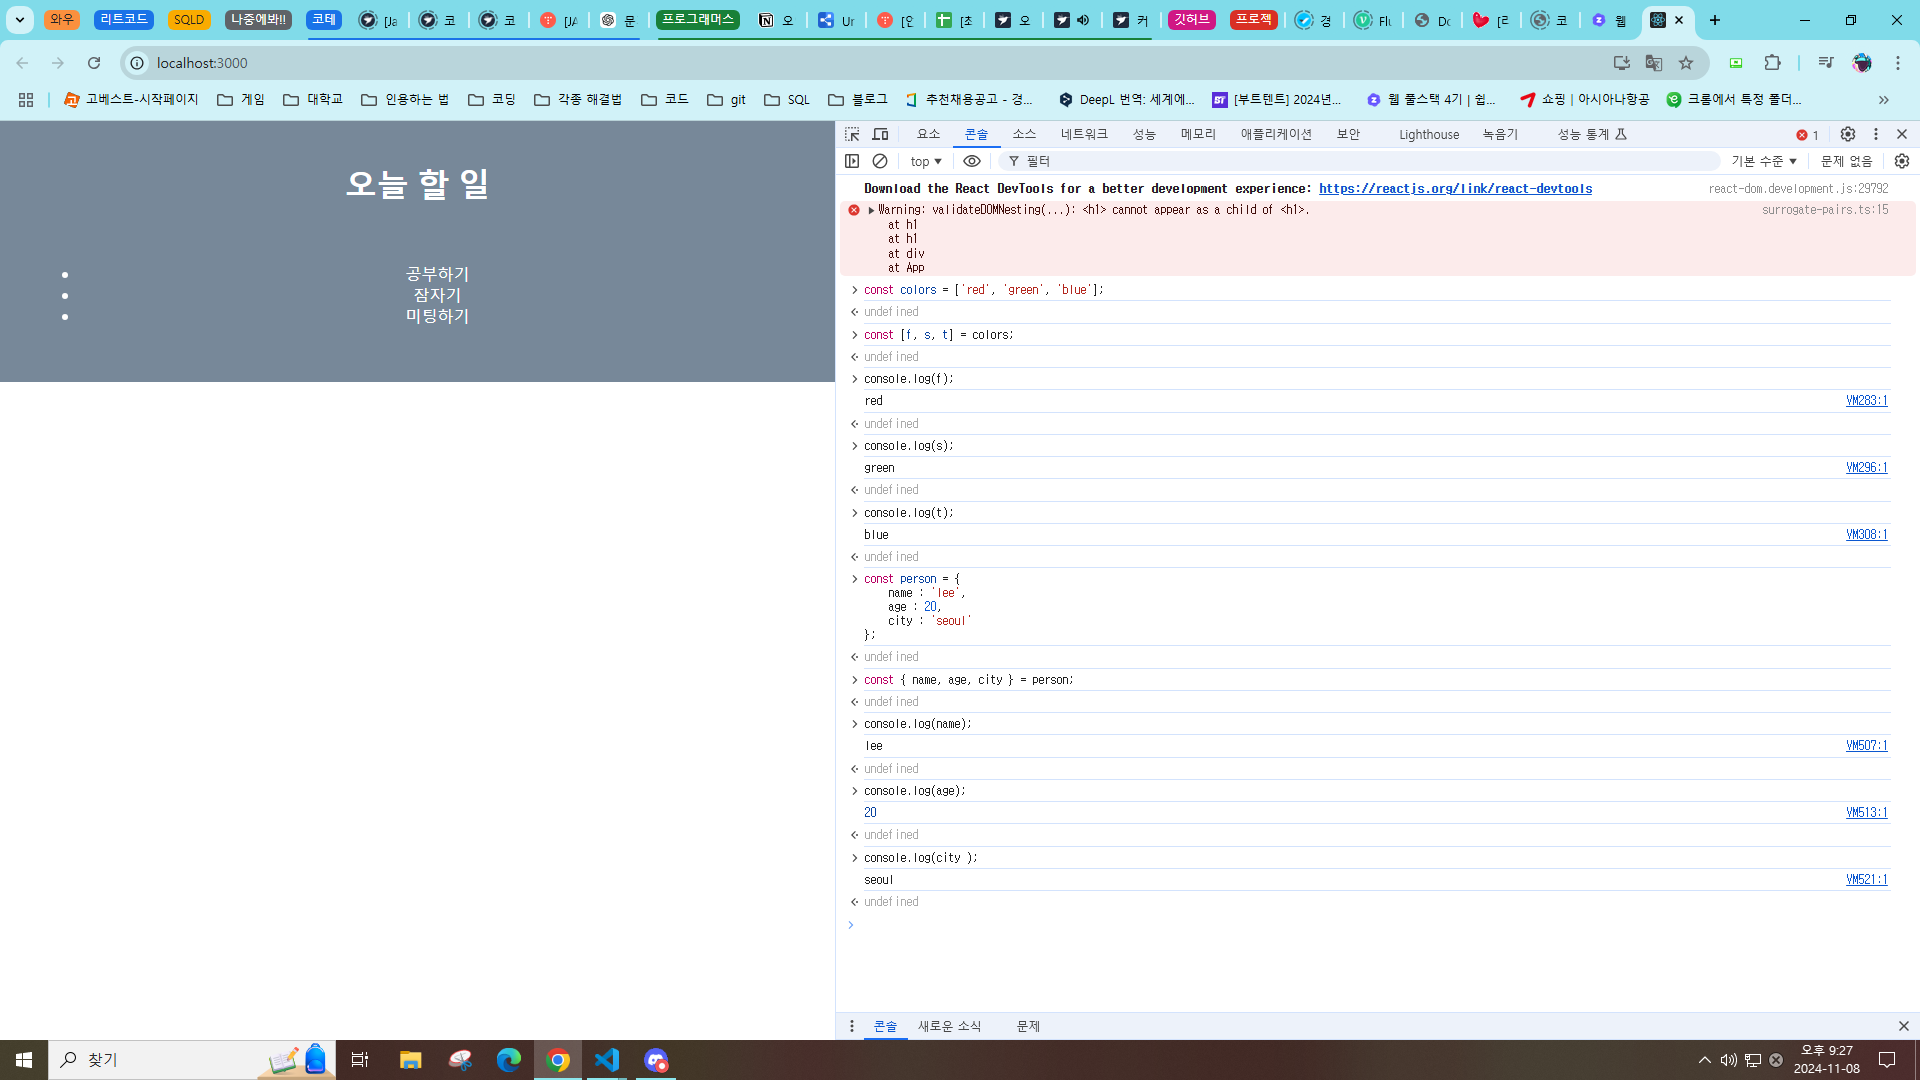 와우
리트코드
SQLD
나중에봐!!
코테
[Ja
코
코
[JA
문
프로그래머스
오
Ur
[인
[초
오
커
깃허브
프로젝
경
Flu
Do
[리
코
웹
localhost:3000
고베스트-시작페이지
게임
대학교
인용하는 법
코딩
각종 해결법
코드
git
SQL
블로그
추천채용공고 - 경...
DeepL 번역: 세계에...
[부트텐트] 2024년...
웹 풀스택 4기 | 쉽...
쇼핑 | 아시아나항공
크롬에서 특정 폴더...
오늘 할 일
공부하기
잠자기
미팅하기
요소
콘솔
소스
네트워크
성능
메모리
애플리케이션
보안
Lighthouse
녹음기
성능 통계
1
top
필터
기본 수준
문제 없음
Download the React DevTools for a better development experience: https://reactjs.org/link/react-devtools
react-dom.development.js:29792
Warning: validateDOMNesting(...): <h1> cannot appear as a child of <h1>.
surrogate-pairs.ts:15
at h1
at h1
at div
at App
const colors = ['red', 'green', 'blue'];
undefined
const [f, s, t] = colors;
undefined
console.log(f);
red
VM283:1
undefined
console.log(s);
green
VM296:1
undefined
console.log(t);
blue
VM308:1
undefined
const person = {
name : 'lee',
age : 20,
city : 'seoul'
};
undefined
const { name, age, city } = person;
undefined
console.log(name);
lee
VM507:1
undefined
console.log(age);
20
VM513:1
undefined
console.log(city );
seoul
VM521:1
undefined
콘솔
새로운 소식
문제
찾기
오후 9:27
2024-11-08